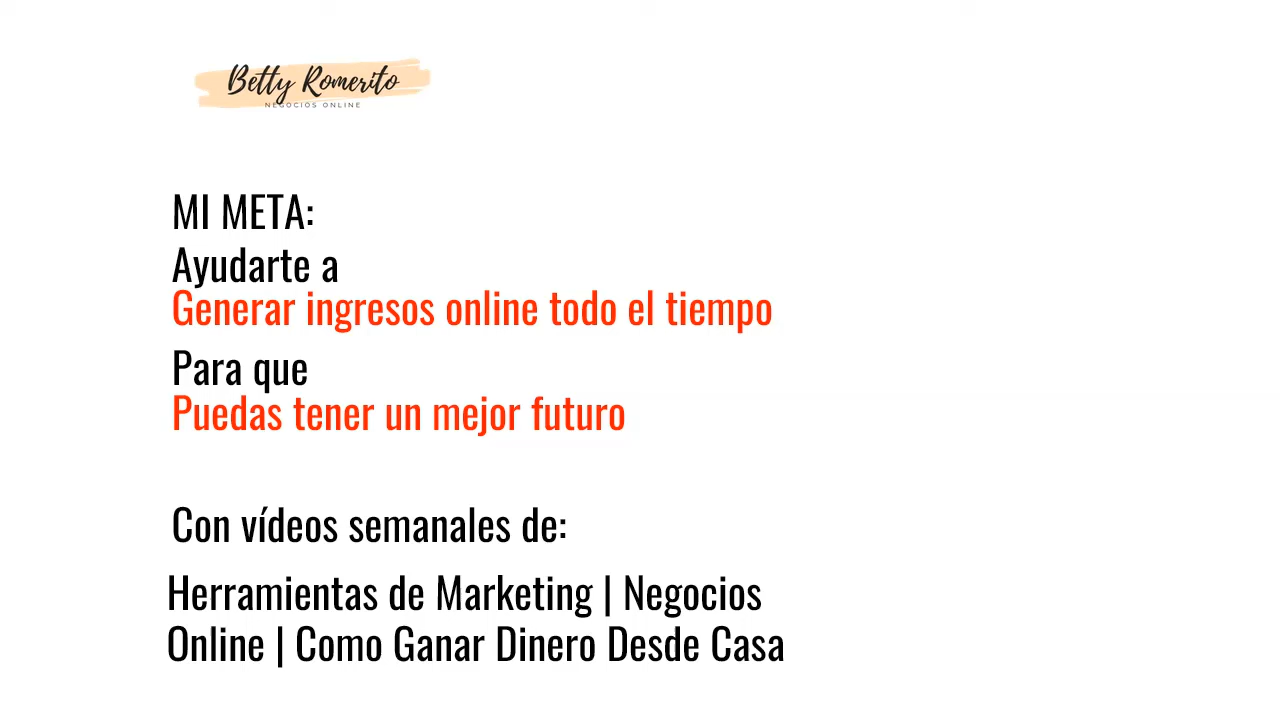 Betty Romerito
NEGOCIOS ONLINE
MI META:
Ayudarte a
Generar ingresos online todo el tiempo
Para que
Puedas tener un mejor futuro
Con vídeos semanales de:
Herramientas de Marketing | Negocios
Online | Como Ganar Dinero Desde Casa